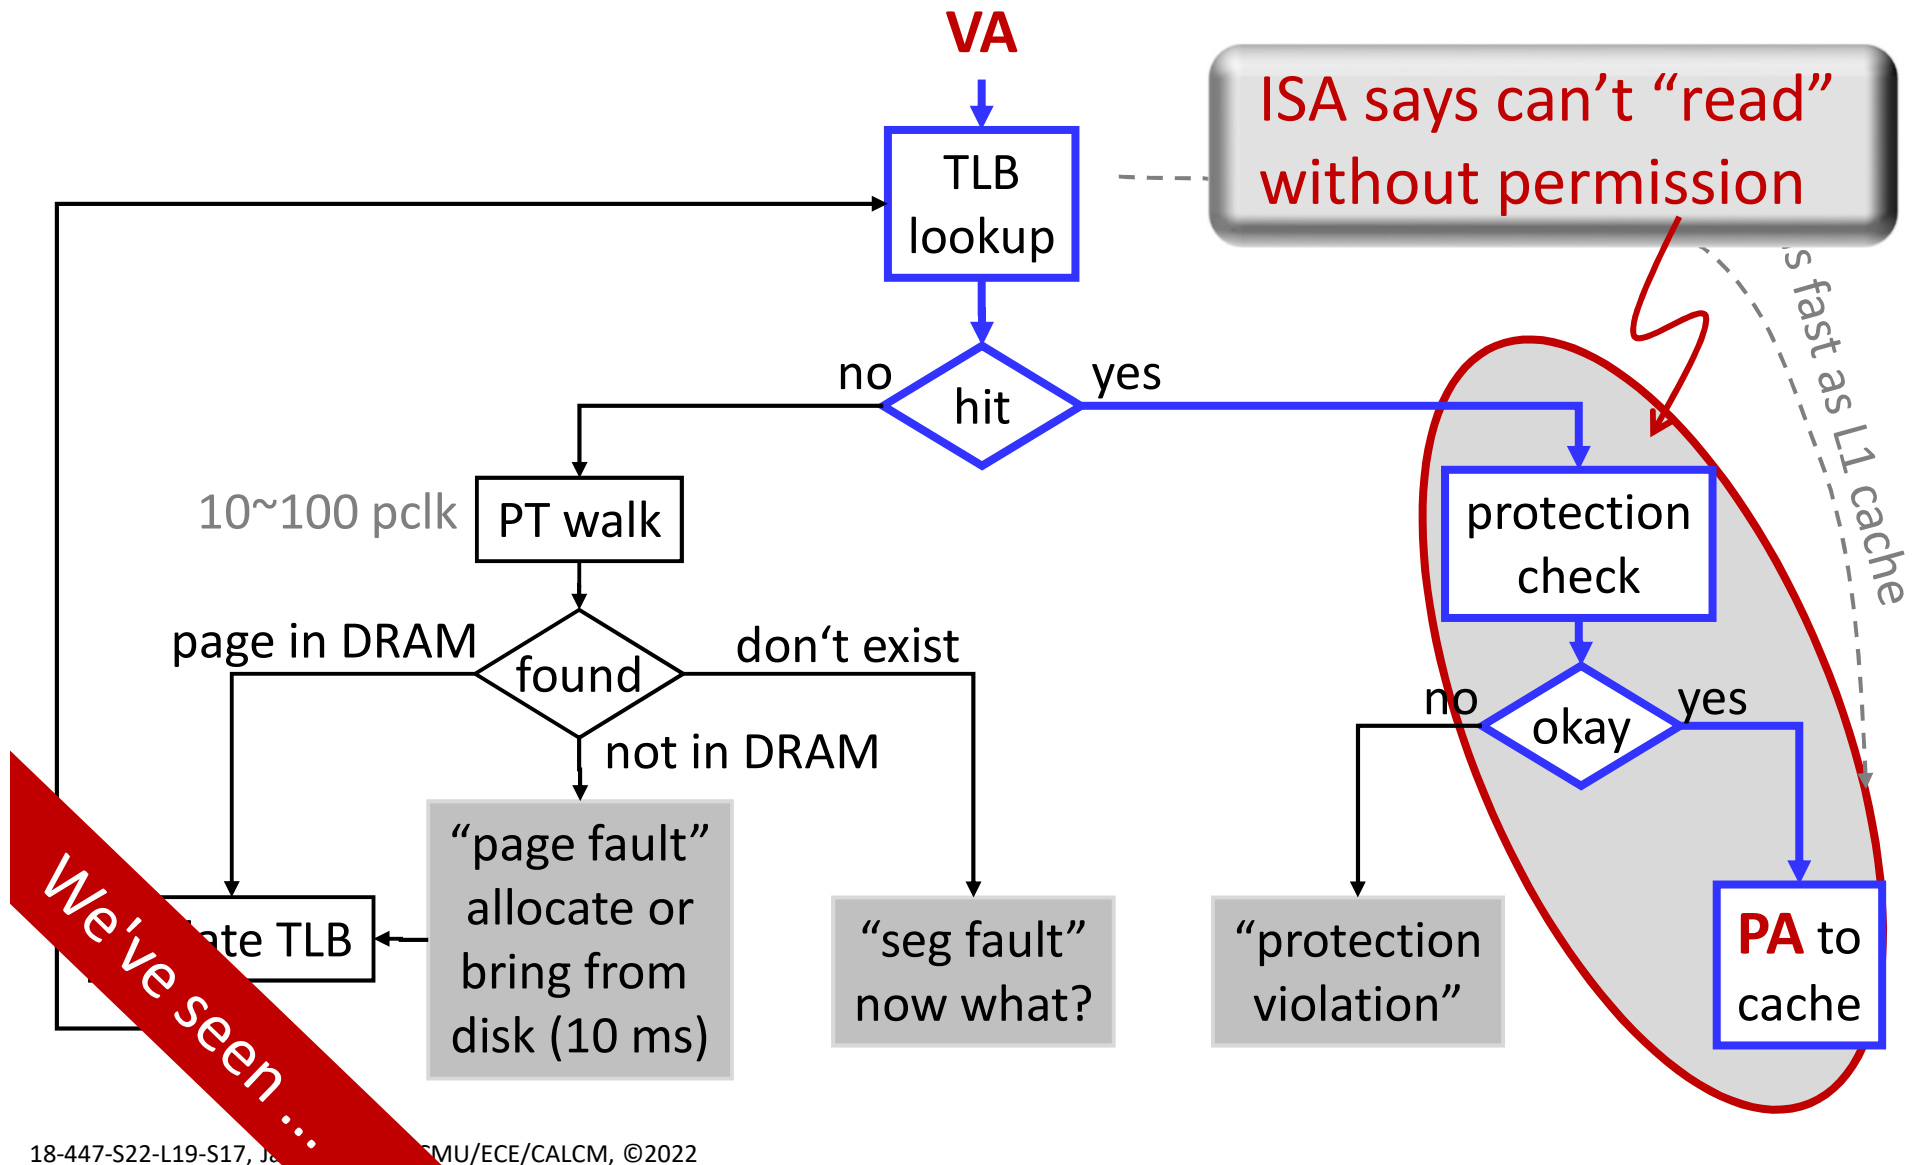 VA
ISA says can’t “read”
without permission
TLB
lookup
s fast as L1 cache
no
hit
yes
10~100 pclk
PT walk
protection
check
page in DRAM
found
don‘t exist
no
okay
yes
not in DRAM
“page fault”
allocate or
bring from
disk (10 ms)
ate TLB
“seg fault”
now what?
“protection
violation”
PA to
cache
We've seen ...
18-447-S22-L19-S17, CMU/ECE/CALCM, ©2022